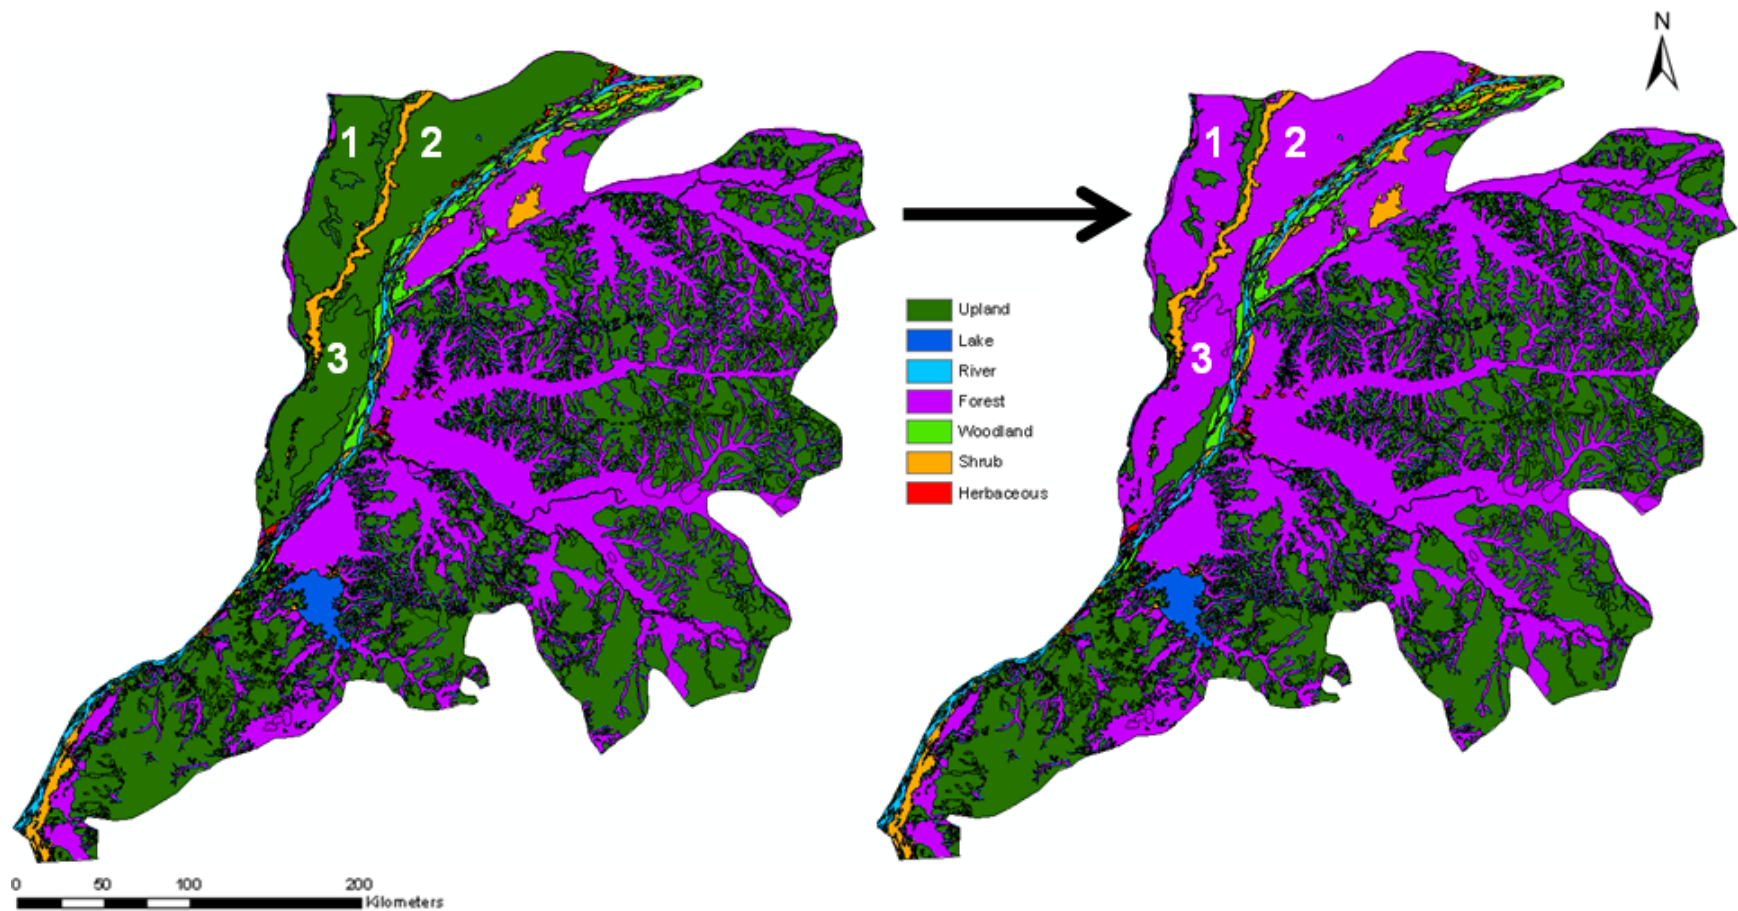 N
1
2
1
2
3
3
Upland
Lake
River
Forest
Woodland
Shrub
Herbaceous
0 50 100 200
Kilometers